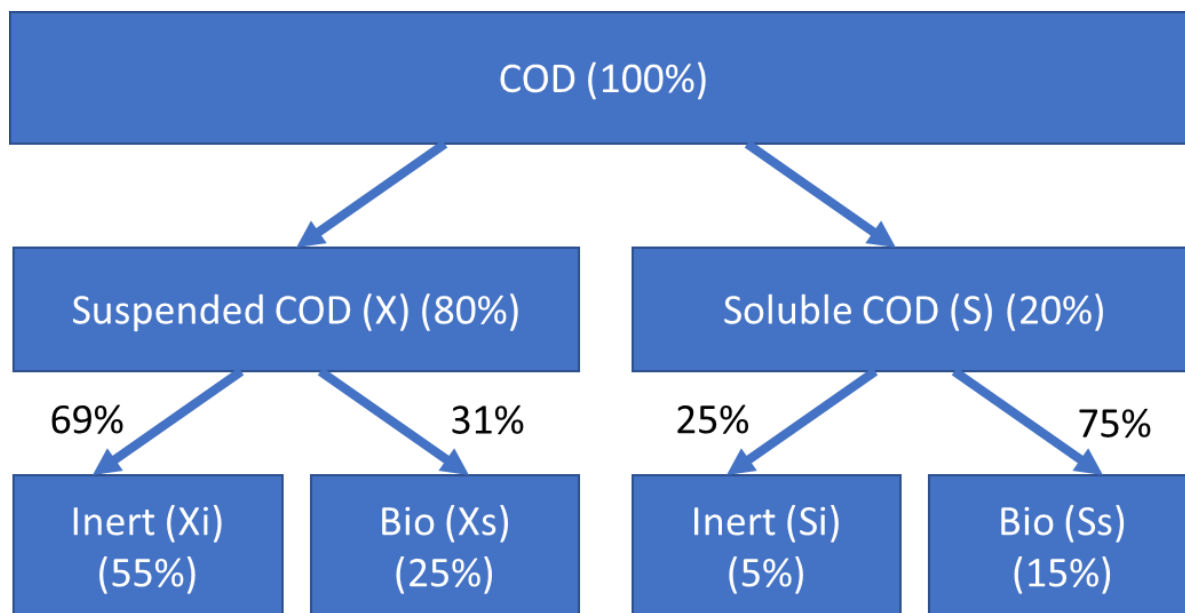 COD (100%)
Suspended COD (X) (80%)
Soluble COD (S) (20%)
69%
31%
25%
75%
Inert (Xi)
(55%)
Bio (Xs)
(25%)
Inert (Si)
(5%)
Bio (Ss)
(15%)